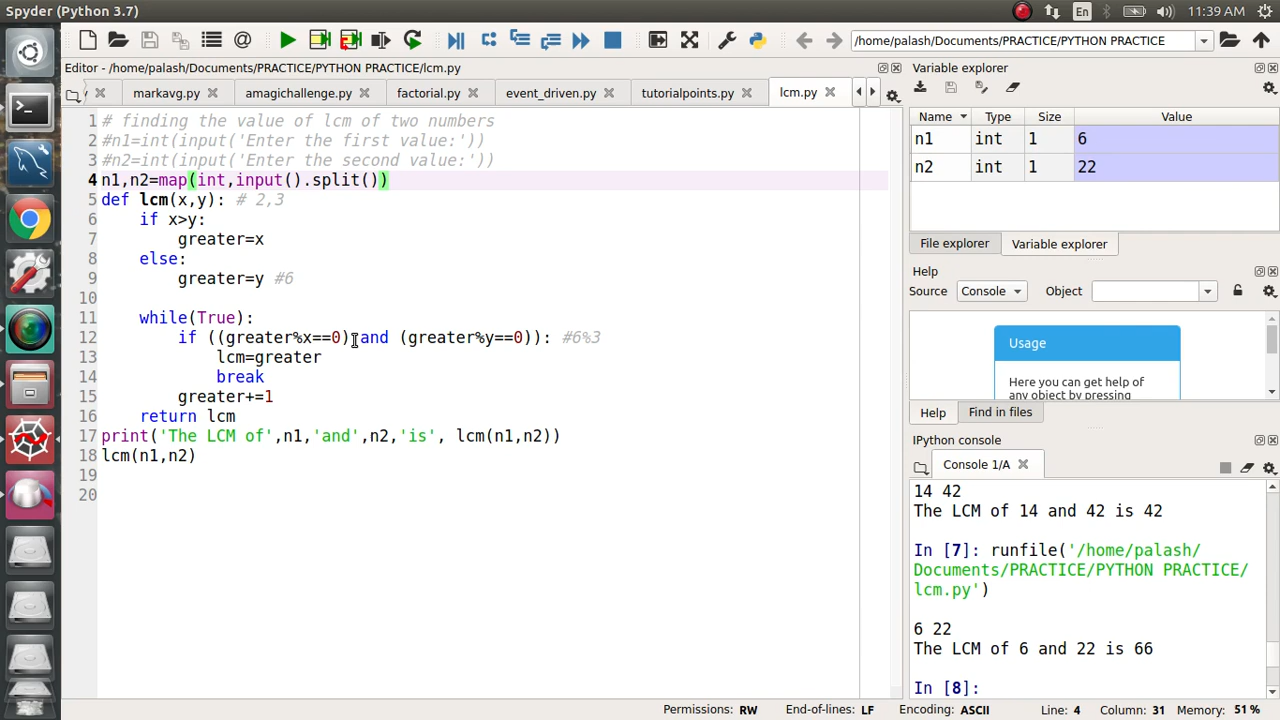 Spyder (Python 3.7)
En
11:39 AM
/home/palash/Documents/PRACTICE/PYTHON PRACTICE
Editor - /home/palash/Documents/PRACTICE/PYTHON PRACTICE/lcm.py
markavg.py
amagichallenge.py
factorial.py
event_driven.py
tutorialpoints.py
lcm.py
1 # finding the value of lcm of two numbers
2 #n1=int(input('Enter the first value:'))
3 #n2=int(input('Enter the second value:'))
4 n1,n2=map(int,input().split())
5 def lcm(x,y): # 2,3
6     if x>y:
7         greater=x
8     else:
9         greater=y #6
10
11     while(True):
12         if ((greater%x==0) and (greater%y==0)): #6%3
13             lcm=greater
14             break
15         greater+=1
16     return lcm
17 print('The LCM of',n1,'and',n2,'is', lcm(n1,n2))
18 lcm(n1,n2)
19
20
Variable explorer
Name Type Size Value
n1 int 1 6
n2 int 1 22
File explorer Variable explorer
Help
Source Console Object
Usage
Here you can get help of
any object by pressing
Help Find in files
IPython console
Console 1/A
14 42
The LCM of 14 and 42 is 42
In [7]: runfile('/home/palash/
Documents/PRACTICE/PYTHON PRACTICE/
lcm.py')
6 22
The LCM of 6 and 22 is 66
In [8]:
Permissions: RW End-of-lines: LF Encoding: ASCII Line: 4 Column: 31 Memory: 51 %